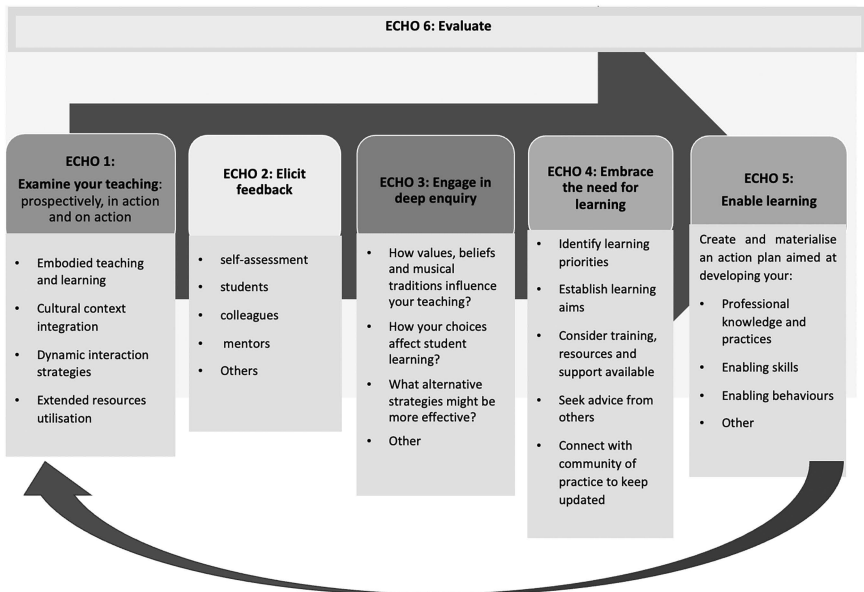 ECHO 6: Evaluate
ECHO 1:
Examine your teaching:
prospectively, in action
and on action
• Embodied teaching
and learning
• Cultural context
integration
• Dynamic interaction
strategies
• Extended resources
utilisation
ECHO 2: Elicit
feedback
• self-assessment
• students
• colleagues
• mentors
• Others
ECHO 3: Engage in
deep enquiry
• How values, beliefs
and musical
traditions influence
your teaching?
• How your choices
affect student
learning?
• What alternative
strategies might be
more effective?
• Other
ECHO 4: Embrace
the need for
learning
• Identify learning
priorities
• Establish learning
aims
• Consider training,
resources and
support available
• Seek advice from
others
• Connect with
community of
practice to keep
updated
ECHO 5:
Enable learning
Create and materialise
an action plan aimed at
developing your:
• Professional
knowledge and
practices
• Enabling skills
• Enabling behaviours
• Other